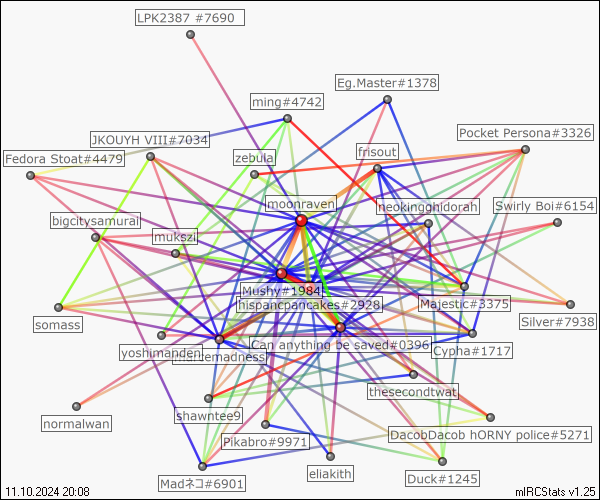 LPK2387 #7690
Eg.Master#1378
ming#4742
Pocket Persona#3326
JKOUYH VIII#7034
frisout
Fedora Stoat#4479
zebula
moonraven
neokingghidorah
Swirly Boi#6154
bigcitysamurai
mukszi
Mushy#1984
hispancpancakes#2928
Majestic#3375
Silver#7938
somass
Can anything be saved#0396
Cypha#1717
yoshimanden
madness
thesecondtwat
shawntee9
normalwan
DacobDacob hORNY police#5271
Pikabro#9971
eliakith
Madネコ#6901
Duck#1245
11.10.2024 20:08
mIRCStats v1.25